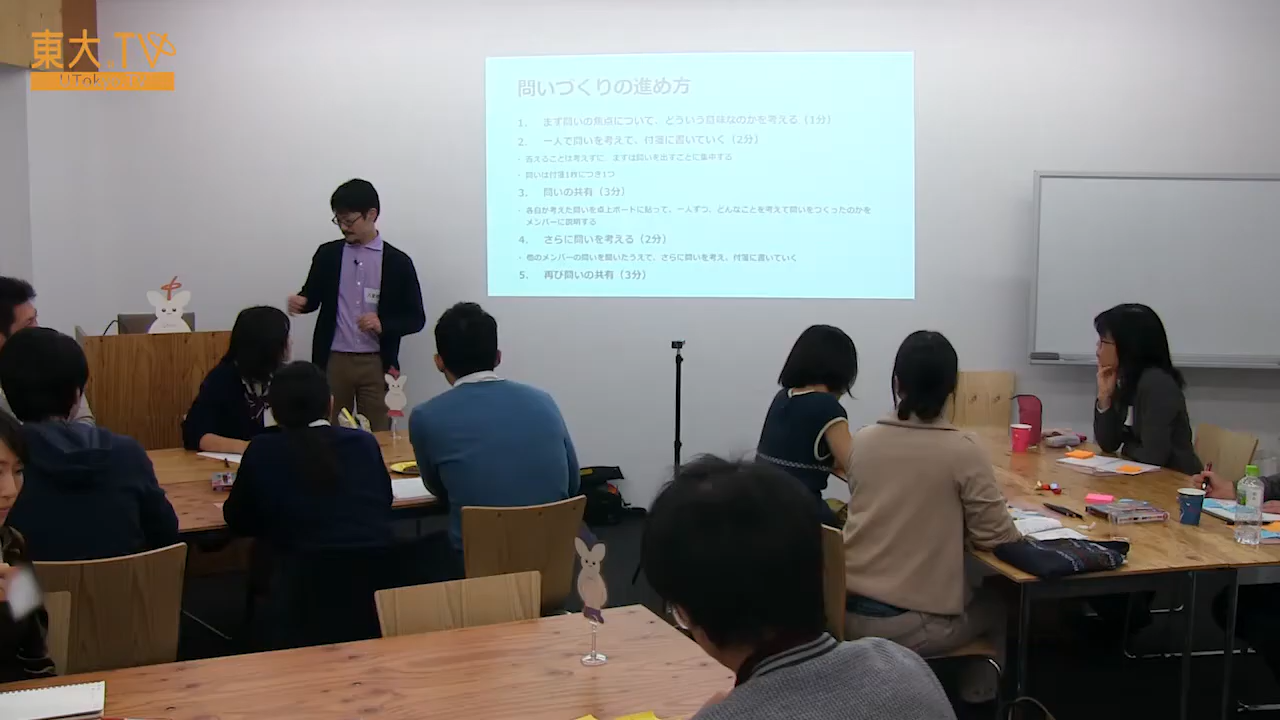 東大.TV
UTokyo TV
問いづくりの進め方
1. まず問いの焦点について、どういう意味なのかを考える（1分）
2. 一人で問いを考えて、付箋に書いていく（2分）
・答えることは考えずに、まずは問いを出すことに集中する
・問いは付箋1枚につき1つ
3. 問いの共有（3分）
・各自が考えた問いを卓上ボードに貼って、一人ずつ、どんなことを考えて問いをつくったのかを
メンバーに説明する
4. さらに問いを考える（2分）
・他のメンバーの問いを聞いたうえで、さらに問いを考え、付箋に書いていく
5. 再び問いの共有（3分）